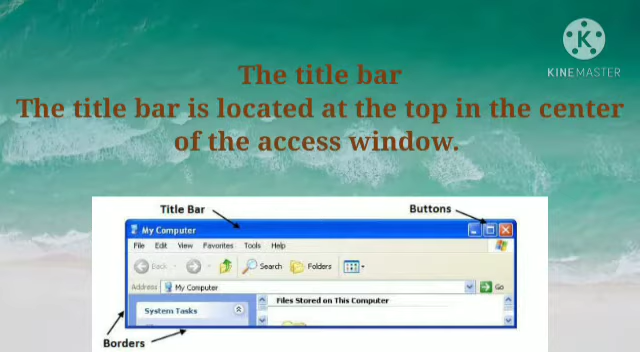 KINEMASTER
The title bar
The title bar is located at the top in the center
of the access window.
Title Bar
Buttons
My Computer
File Edit View Favorites Tools Help
Back Search Folders
Address My Computer Go
System Tasks
Files Stored on This Computer
Borders